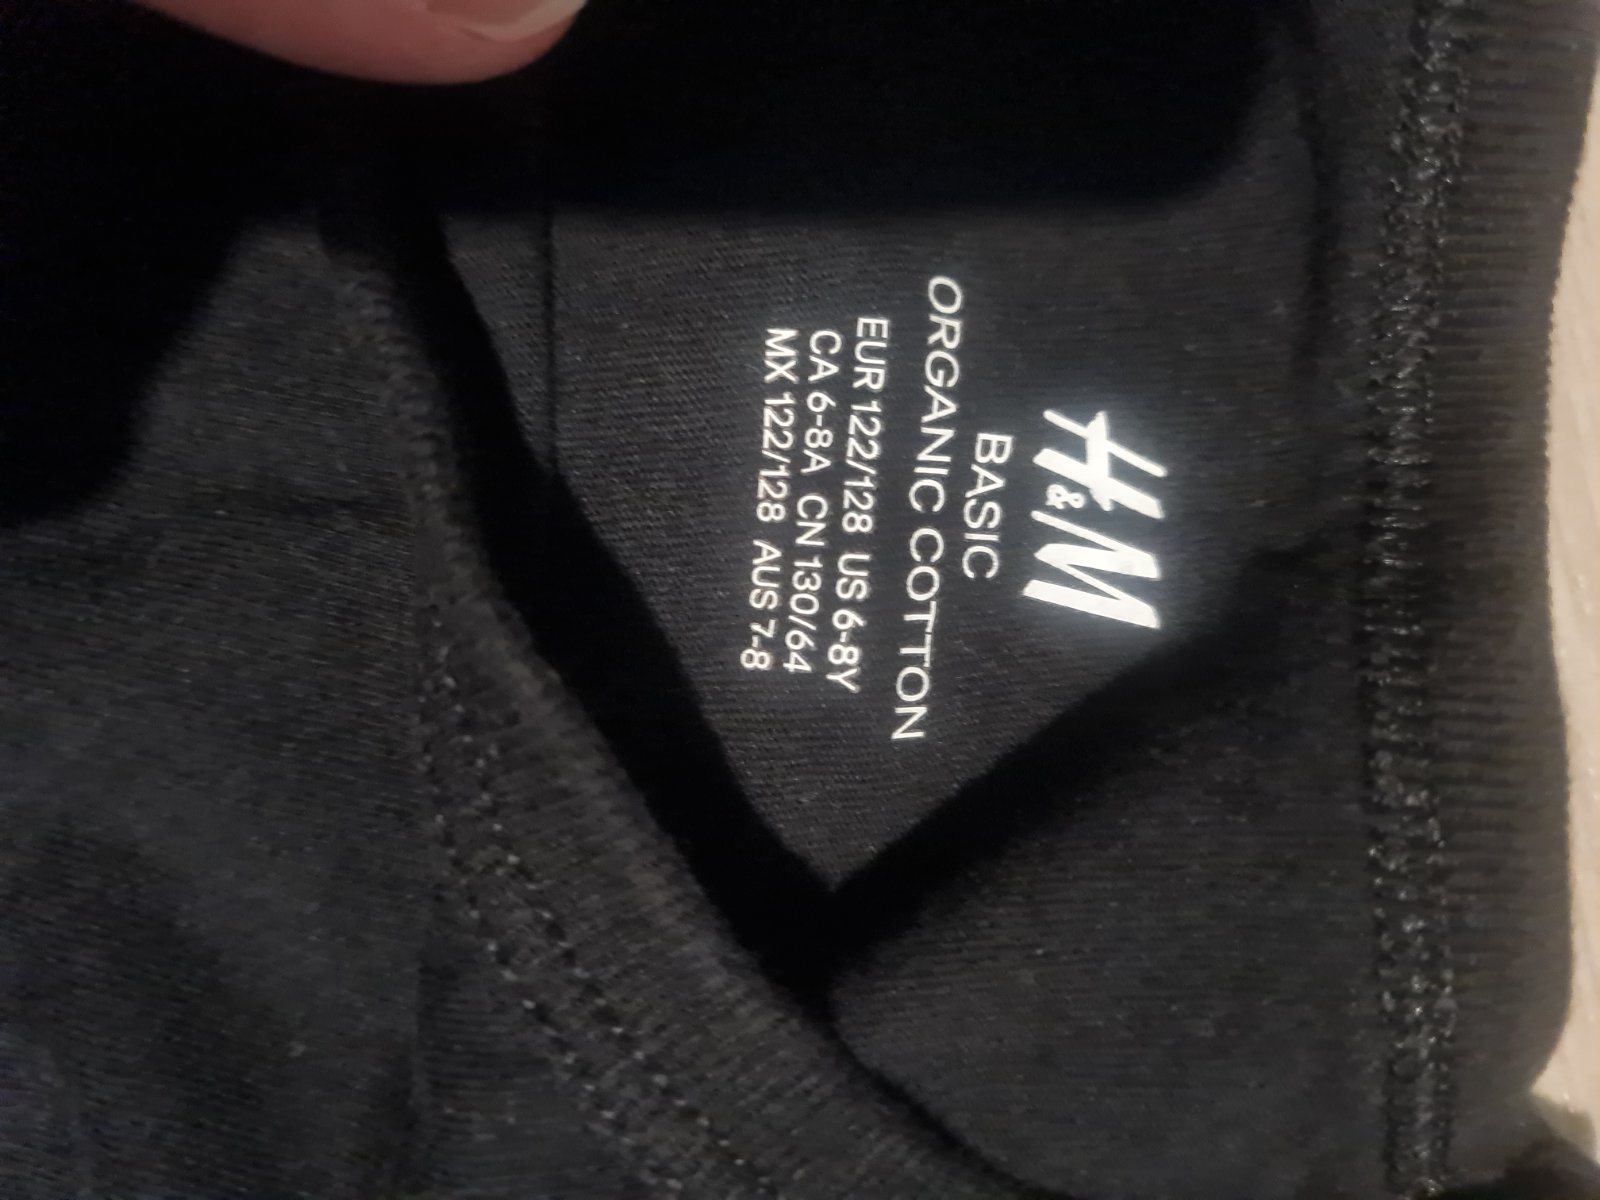 H&M
BASIC
ORGANIC COTTON
EUR 122/128 US 6-8Y
CA 6-8A CN 130/64
MX 122/128 AUS 7-8